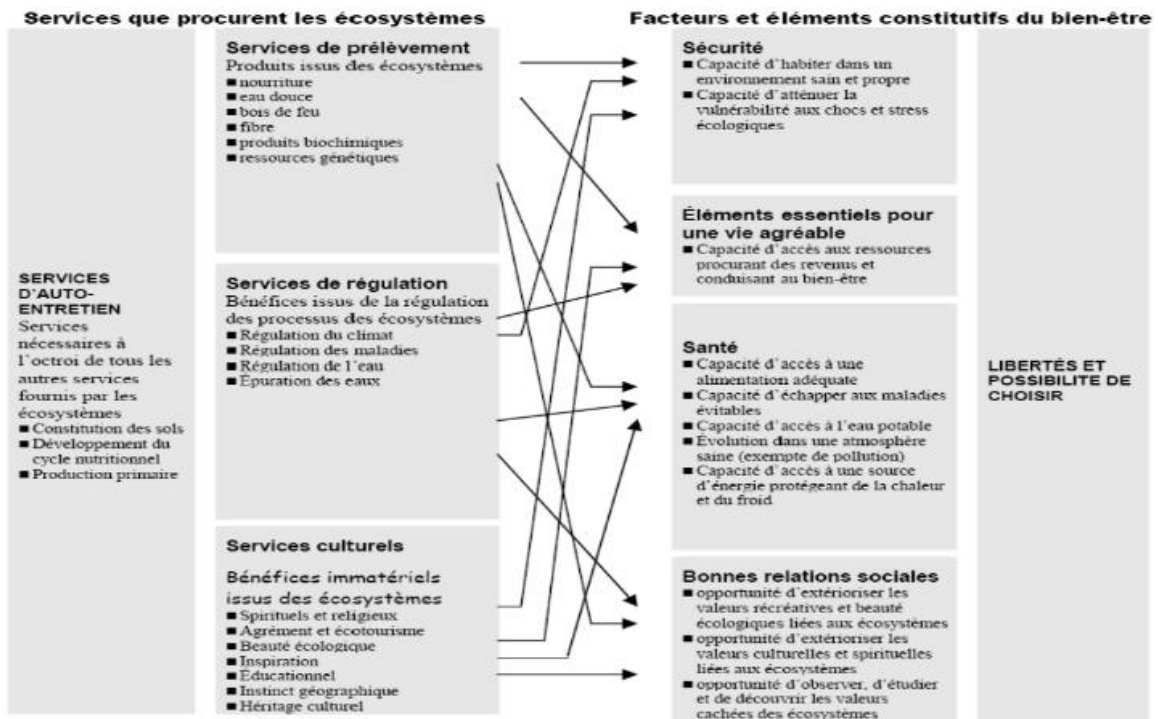 Services que procurent les écosystèmes
Facteurs et éléments constitutifs du bien-être
SERVICES
D'AUTO-
ENTRETIEN
Services
nécessaires à
l'octroi de tous les
autres services
fournis par les
écosystèmes
■ Constitution des sols
■ Développement du
cycle nutritionnel
■ Production primaire
Services de prélèvement
Produits issus des écosystèmes
■ nourriture
■ eau douce
■ bois de feu
■ fibre
■ produits biochimiques
■ ressources génétiques
Services de régulation
Bénéfices issus de la régulation
des processus des écosystèmes
■ Régulation du climat
■ Régulation des maladies
■ Régulation de l'eau
■ Épuration des eaux
Services culturels
Bénéfices immatériels
issus des écosystèmes
■ Spirituels et religieux
■ Agrément et écotourisme
■ Beauté écologique
■ Inspiration
■ Éducationnel
■ Instinct géographique
■ Héritage culturel
Sécurité
■ Capacité d'habiter dans un
environnement sain et propre
■ Capacité d'atténuer la
vulnérabilité aux chocs et stress
écologiques
Éléments essentiels pour
une vie agréable
■ Capacité d'accès aux ressources
procurant des revenus et
conduisant au bien-être
Santé
■ Capacité d'accès à une
alimentation adéquate
■ Capacité d'échapper aux maladies
évitables
■ Capacité d'accès à l'eau potable
■ Évolution dans une atmosphère
saine (exempte de pollution)
■ Capacité d'accès à une source
d'énergie protégeant de la chaleur
et du froid
Bonnes relations sociales
■ opportunité d'extérioriser les
valeurs récréatives et beauté
écologiques liées aux écosystèmes
■ opportunité d'extérioriser les
valeurs culturelles et spirituelles
liées aux écosystèmes
■ opportunité d'observer, d'étudier
et de découvrir les valeurs
cachées des écosystèmes
LIBERTÉS ET
POSSIBILITE DE
CHOISIR